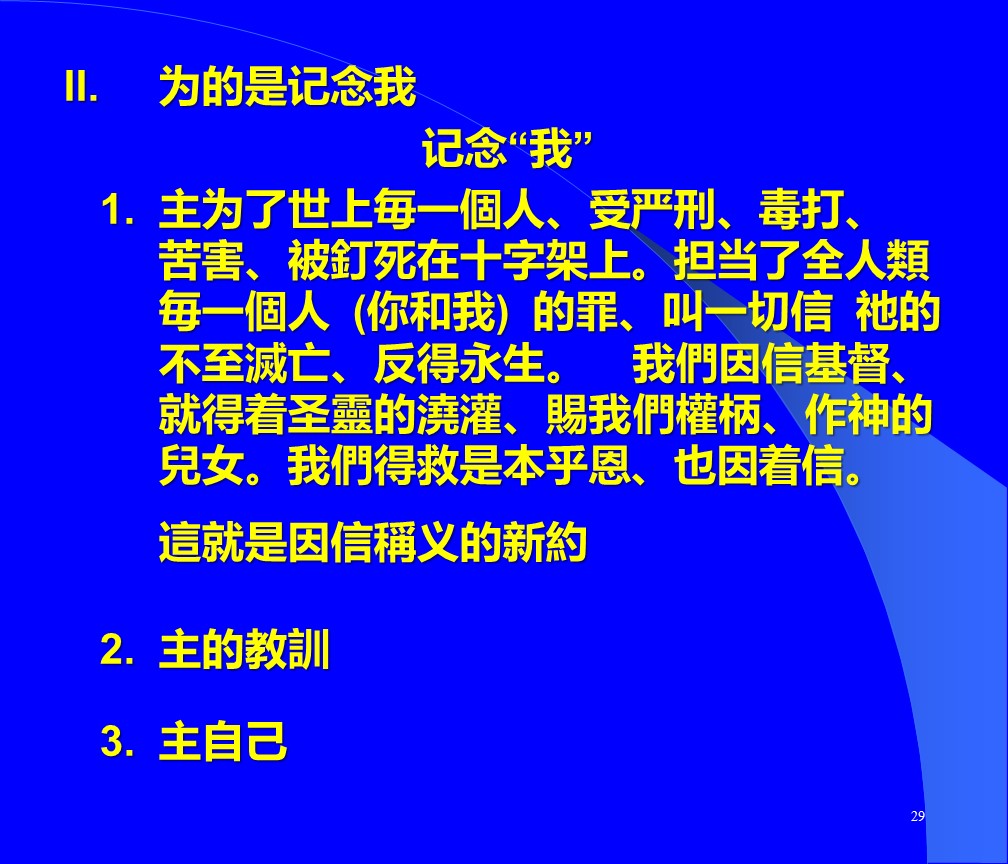 II. 为的是记念我
记念“我”
1. 主为了世上每一個人、受严刑、毒打、
苦害、被釘死在十字架上。担当了全人類
每一個人 (你和我) 的罪、叫一切信 祂的
不至滅亡、反得永生。 我們因信基督、
就得着圣靈的澆灌、賜我們權柄、作神的
兒女。我們得救是本乎恩、也因着信。
這就是因信稱义的新約
2. 主的教訓
3. 主自己
29